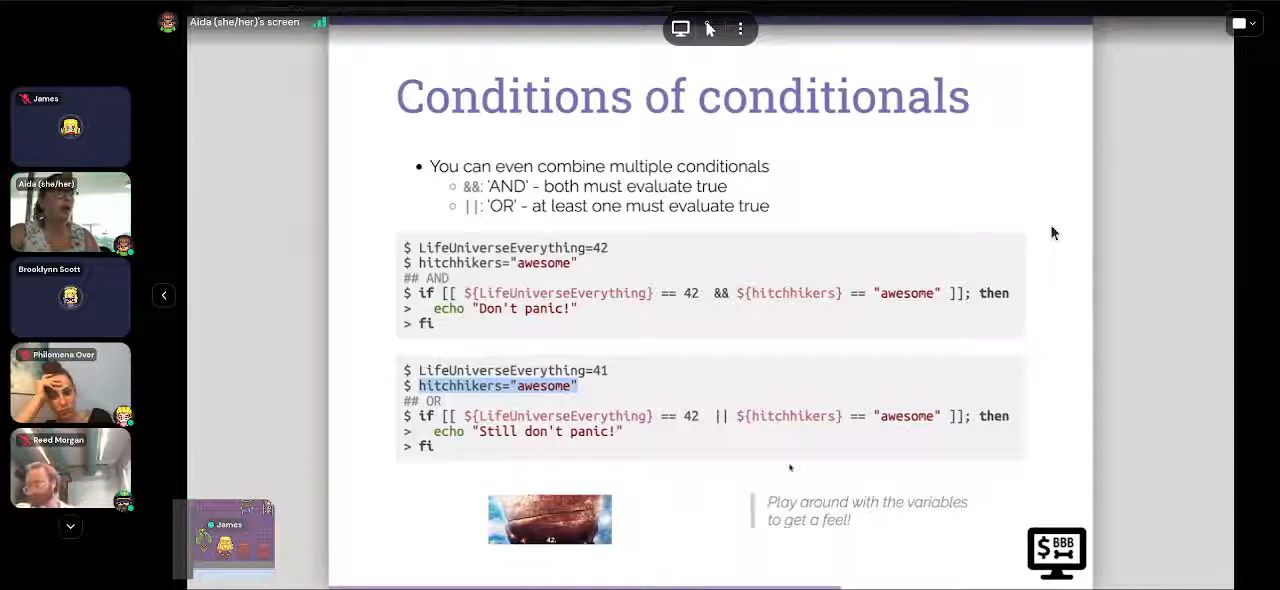 Aida (she/her)'s screen
James
Aida (she/her)
Brooklynn Scott
Philomena Over
Reed Morgan
James
Conditions of conditionals
• You can even combine multiple conditionals
○ &&: 'AND' - both must evaluate true
○ ||: 'OR' - at least one must evaluate true
$ LifeUniverseEverything=42
$ hitchhikers="awesome"
## AND
$ if [[ ${LifeUniverseEverything} == 42  && ${hitchhikers} == "awesome" ]]; then
>   echo "Don't panic!"
> fi
$ LifeUniverseEverything=41
$ hitchhikers="awesome"
## OR
$ if [[ ${LifeUniverseEverything} == 42  || ${hitchhikers} == "awesome" ]]; then
>   echo "Still don't panic!"
> fi
42.
Play around with the variables
to get a feel!
$ BBB